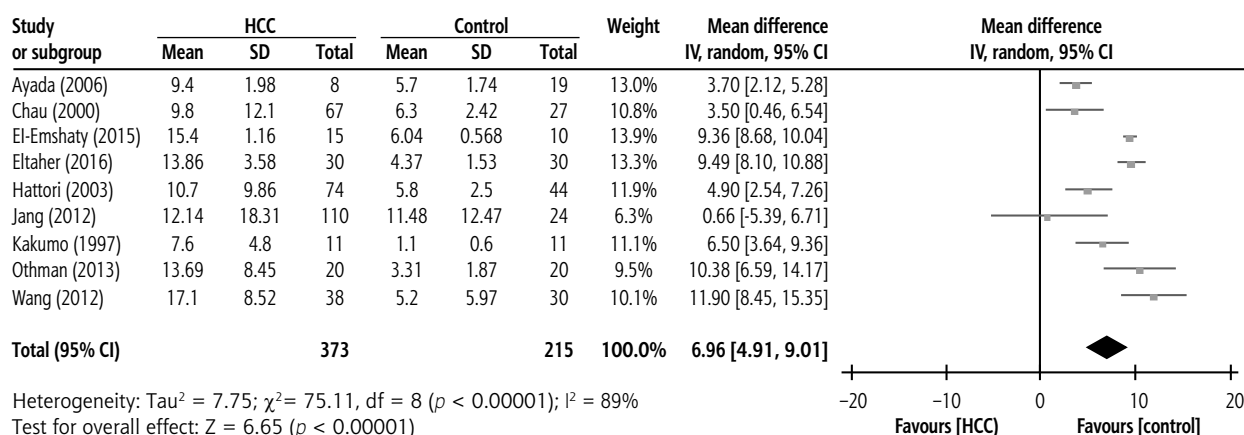 Study HCC Control Weight Mean difference Mean difference
or subgroup Mean SD Total Mean SD Total IV, random, 95% CI IV, random, 95% CI
Ayada (2006) 9.4 1.98 8 5.7 1.74 19 13.0% 3.70 [2.12, 5.28]
Chau (2000) 9.8 12.1 67 6.3 2.42 27 10.8% 3.50 [0.46, 6.54]
El-Emshaty (2015) 15.4 1.16 15 6.04 0.568 10 13.9% 9.36 [8.68, 10.04]
Eltaher (2016) 13.86 3.58 30 4.37 1.53 30 13.3% 9.49 [8.10, 10.88]
Hattori (2003) 10.7 9.86 74 5.8 2.5 44 11.9% 4.90 [2.54, 7.26]
Jang (2012) 12.14 18.31 110 11.48 12.47 24 6.3% 0.66 [-5.39, 6.71]
Kakumo (1997) 7.6 4.8 11 1.1 0.6 11 11.1% 6.50 [3.64, 9.36]
Othman (2013) 13.69 8.45 20 3.31 1.87 20 9.5% 10.38 [6.59, 14.17]
Wang (2012) 17.1 8.52 38 5.2 5.97 30 10.1% 11.90 [8.45, 15.35]
Total (95% CI) 373 215 100.0% 6.96 [4.91, 9.01]
Heterogeneity: Tau² = 7.75; χ²= 75.11, df = 8 (p < 0.00001); I² = 89%
Test for overall effect: Z = 6.65 (p < 0.00001)
−20 −10 0 10 20
Favours [HCC] Favours [control]